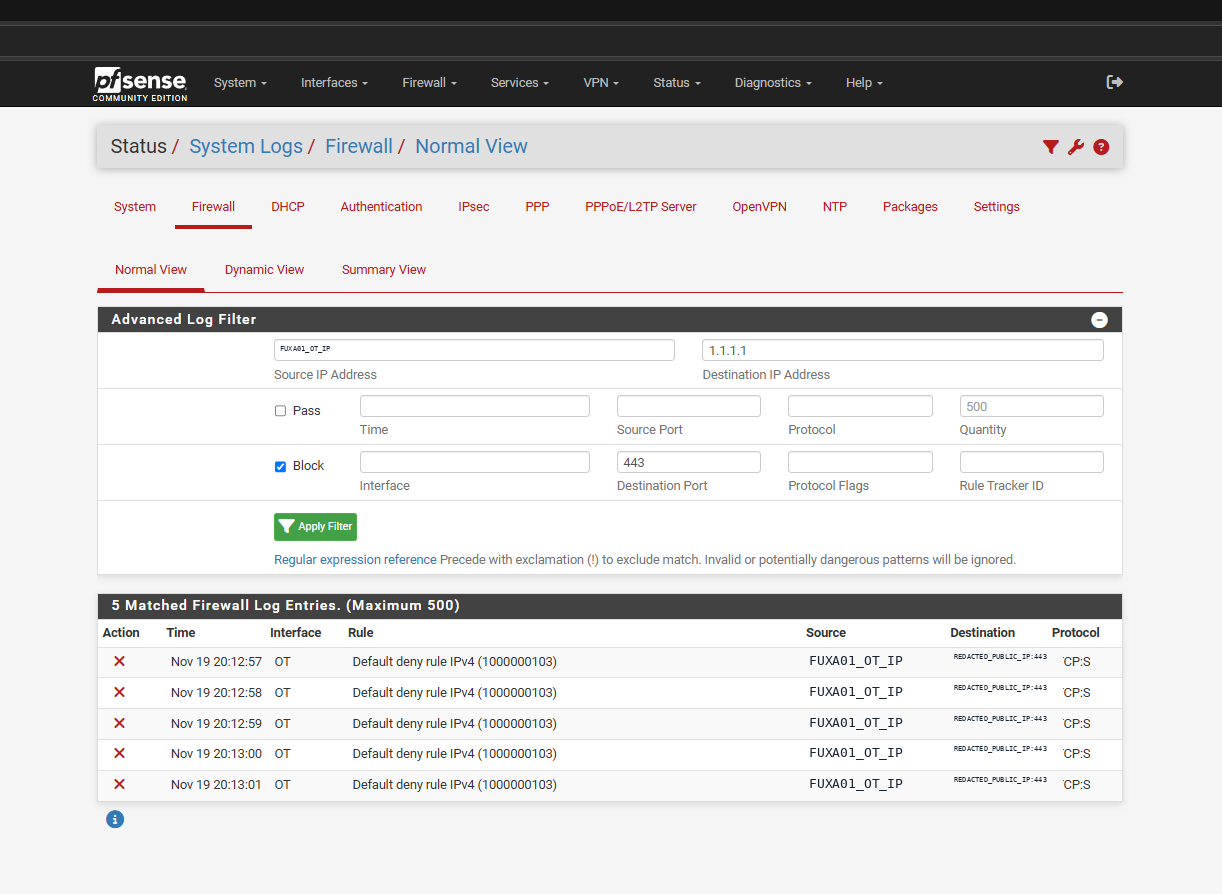 pfsense
COMMUNITY EDITION
System Interfaces Firewall Services VPN Status Diagnostics Help
Status / System Logs / Firewall / Normal View
System Firewall DHCP Authentication IPsec PPP PPPoE/L2TP Server OpenVPN NTP Packages Settings
Normal View Dynamic View Summary View
Advanced Log Filter
FUXA01_OT_IP 1.1.1.1
Source IP Address Destination IP Address
Pass 500
Time Source Port Protocol Quantity
Block 443
Interface Destination Port Protocol Flags Rule Tracker ID
Apply Filter
Regular expression reference Precede with exclamation (!) to exclude match. Invalid or potentially dangerous patterns will be ignored.
5 Matched Firewall Log Entries. (Maximum 500)
Action Time Interface Rule Source Destination Protocol
Nov 19 20:12:57 OT Default deny rule IPv4 (1000000103) FUXA01_OT_IP REDACTED_PUBLIC_IP:443 CP:S
Nov 19 20:12:58 OT Default deny rule IPv4 (1000000103) FUXA01_OT_IP REDACTED_PUBLIC_IP:443 CP:S
Nov 19 20:12:59 OT Default deny rule IPv4 (1000000103) FUXA01_OT_IP REDACTED_PUBLIC_IP:443 CP:S
Nov 19 20:13:00 OT Default deny rule IPv4 (1000000103) FUXA01_OT_IP REDACTED_PUBLIC_IP:443 CP:S
Nov 19 20:13:01 OT Default deny rule IPv4 (1000000103) FUXA01_OT_IP REDACTED_PUBLIC_IP:443 CP:S